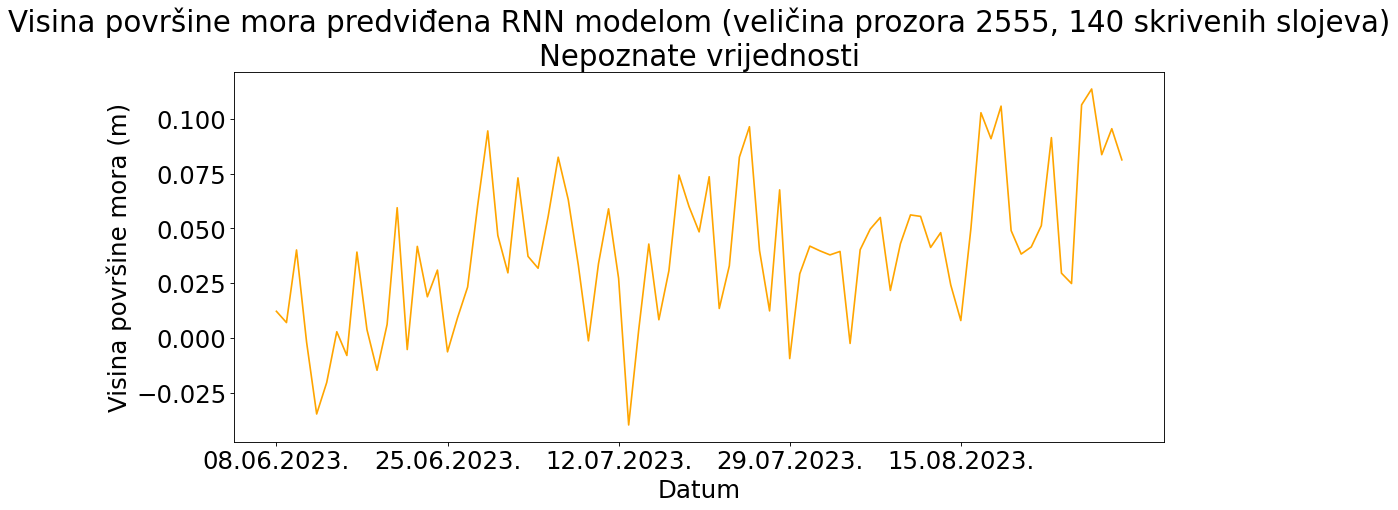 Visina površine mora predviđena RNN modelom (veličina prozora 2555, 140 skrivenih slojeva)
Nepoznate vrijednosti
Visina površine mora (m)
0.100
0.075
0.050
0.025
0.000
−0.025
08.06.2023. 25.06.2023. 12.07.2023. 29.07.2023. 15.08.2023.
Datum